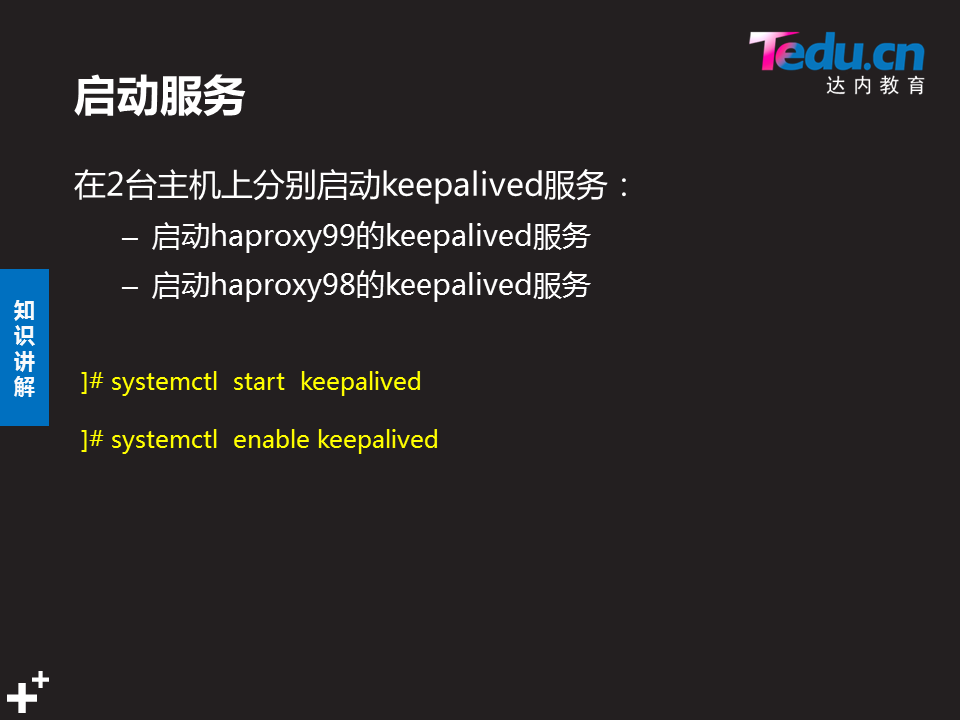 Tedu.cn
达内教育
启动服务
在2台主机上分别启动keepalived服务：
– 启动haproxy99的keepalived服务
– 启动haproxy98的keepalived服务
知识讲解
]# systemctl  start  keepalived
]# systemctl  enable keepalived